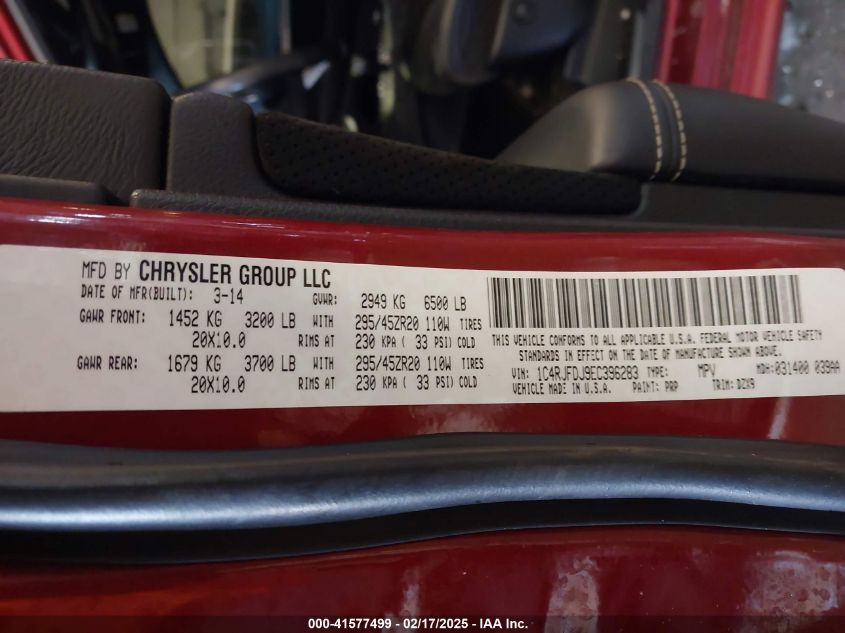 MFD BY CHRYSLER GROUP LLC
DATE OF MFR(BUILT): 3-14 GVWR: 2949 KG 6500 LB
GAWR FRONT: 1452 KG 3200 LB WITH 295/45ZR20 110W TIRES
20X10.0 RIMS AT 230 KPA ( 33 PSI) COLD
GAWR REAR: 1679 KG 3700 LB WITH 295/45ZR20 110W TIRES
20X10.0 RIMS AT 230 KPA ( 33 PSI) COLD
THIS VEHICLE CONFORMS TO ALL APPLICABLE U.S.A. FEDERAL MOTOR VEHICLE SAFETY
STANDARDS IN EFFECT ON THE DATE OF MANUFACTURE SHOWN ABOVE.
VIN: 1C4RJFDJ9EC396283 TYPE: MPV MDH: 031400 039AA
VEHICLE MADE IN U.S.A. PAINT: PRP TRIM: DZX9
000-41577499 - 02/17/2025 - IAA Inc.